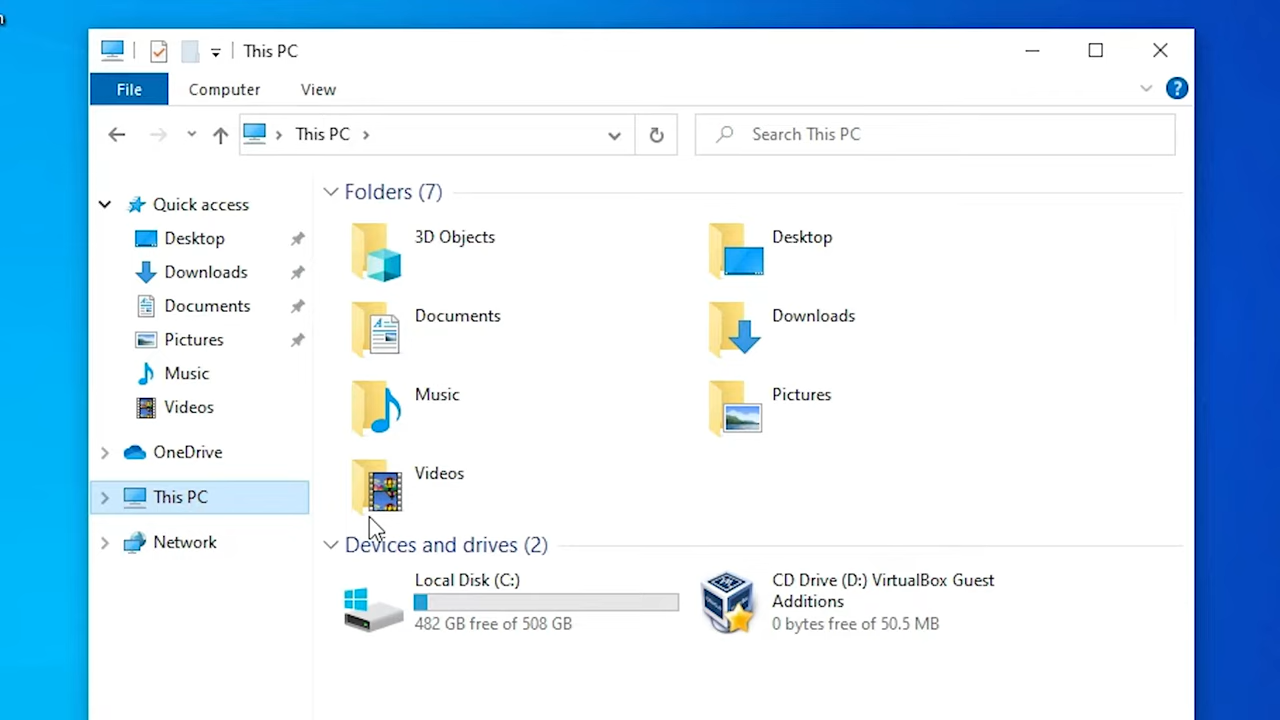 This PC
File Computer View
This PC
Search This PC
Quick access
Desktop
Downloads
Documents
Pictures
Music
Videos
OneDrive
This PC
Network
Folders (7)
3D Objects
Desktop
Documents
Downloads
Music
Pictures
Videos
Devices and drives (2)
Local Disk (C:)
482 GB free of 508 GB
CD Drive (D:) VirtualBox Guest
Additions
0 bytes free of 50.5 MB